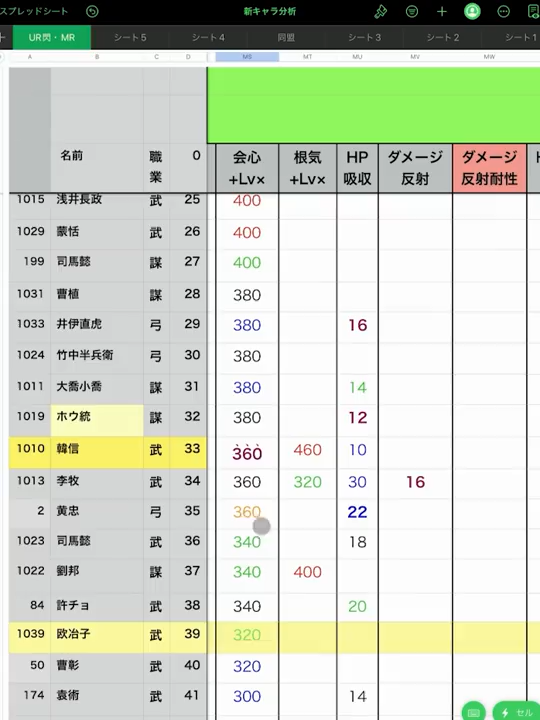 スプレッドシート 新キャラ分析
UR閃・MR シート5 シート4 同盟 シート3 シート2 シート1
A B C D MS MT MU MV MW
名前 職業 0 会心+Lv× 根気+Lv× HP吸収 ダメージ反射 ダメージ反射耐性
1015 浅井長政 武 25 400
1029 蒙恬 武 26 400
199 司馬懿 謀 27 400
1031 曹植 謀 28 380
1033 井伊直虎 弓 29 380 16
1024 竹中半兵衛 弓 30 380
1011 大喬小喬 謀 31 380 14
1019 ホウ統 謀 32 380 12
1010 韓信 武 33 360 460 10
1013 李牧 武 34 360 320 30 16
2 黄忠 弓 35 360 22
1023 司馬懿 武 36 340 18
1022 劉邦 謀 37 340 400
84 許チョ 武 38 340 20
1039 欧冶子 武 39 320
50 曹彰 武 40 320
174 袁術 武 41 300 14
セル